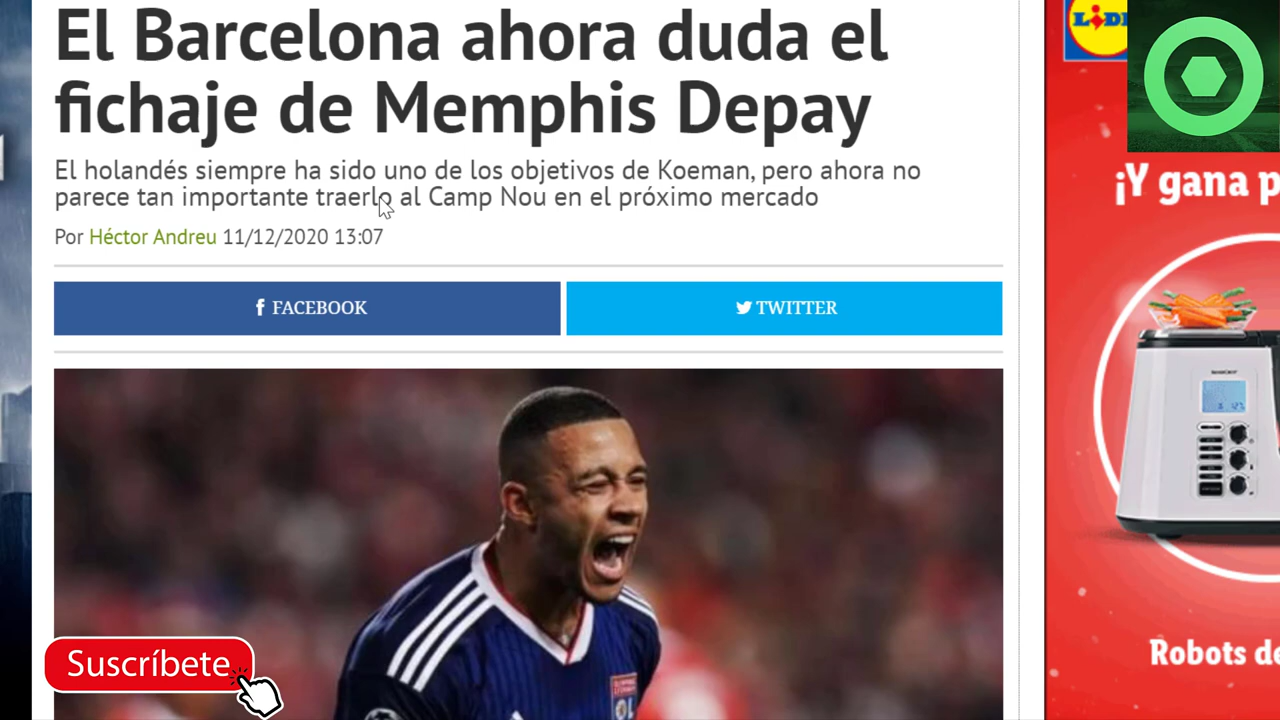 El Barcelona ahora duda el
fichaje de Memphis Depay
El holandés siempre ha sido uno de los objetivos de Koeman, pero ahora no
parece tan importante traerlo al Camp Nou en el próximo mercado
Por Héctor Andreu 11/12/2020 13:07
FACEBOOK
TWITTER
¡Y gana p
Robots de
Suscríbete
OL